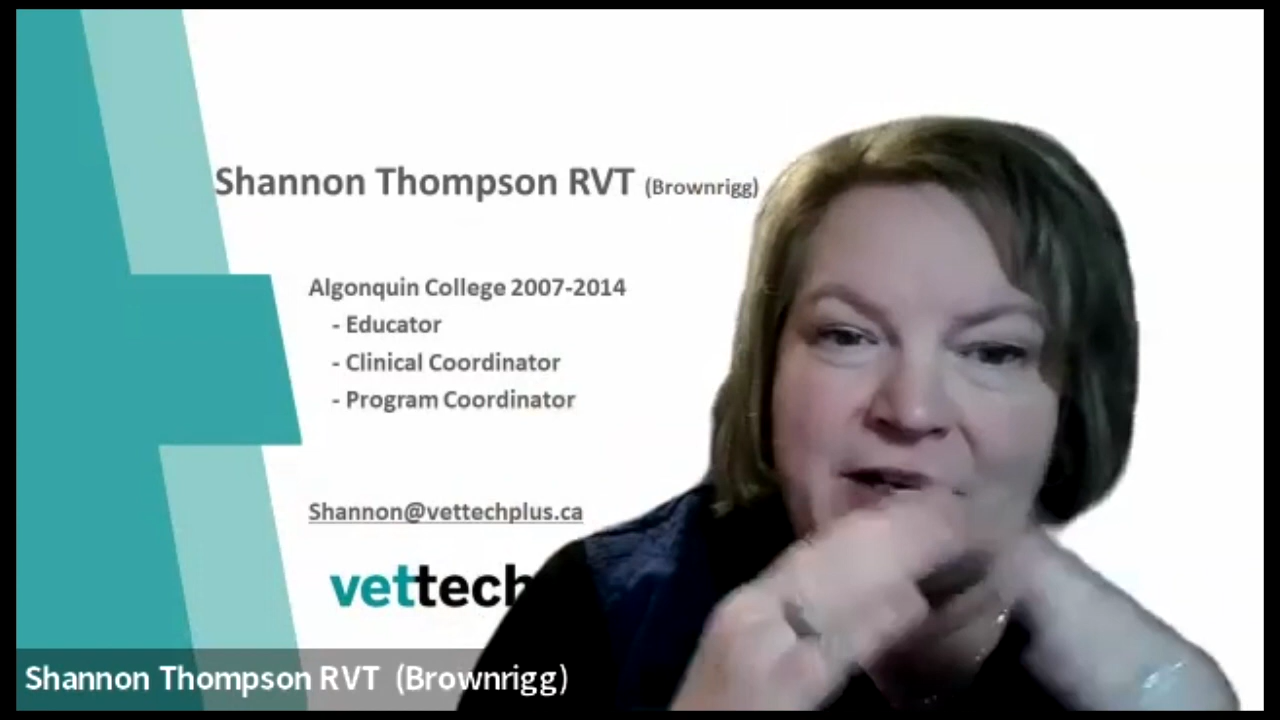 Shannon Thompson RVT (Brownrigg)
Algonquin College 2007-2014
- Educator
- Clinical Coordinator
- Program Coordinator
Shannon@vettechplus.ca
vettech
Shannon Thompson RVT (Brownrigg)